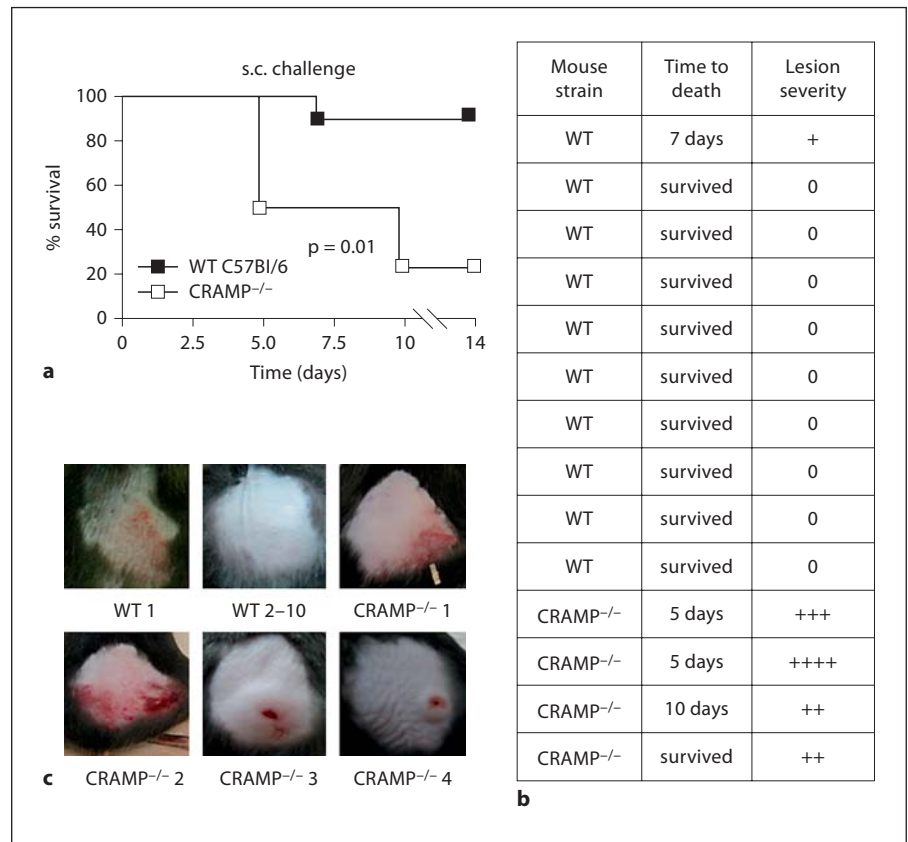 s.c. challenge
100
80
60
40
20
0
% survival
p = 0.01
WT C57Bl/6
CRAMP–/–
0 2.5 5.0 7.5 10 14
Time (days)
a
WT 1 WT 2–10 CRAMP–/– 1
CRAMP–/– 2 CRAMP–/– 3 CRAMP–/– 4
c
Mouse strain Time to death Lesion severity
WT 7 days +
WT survived 0
WT survived 0
WT survived 0
WT survived 0
WT survived 0
WT survived 0
WT survived 0
WT survived 0
WT survived 0
CRAMP–/– 5 days +++
CRAMP–/– 5 days ++++
CRAMP–/– 10 days ++
CRAMP–/– survived ++
b